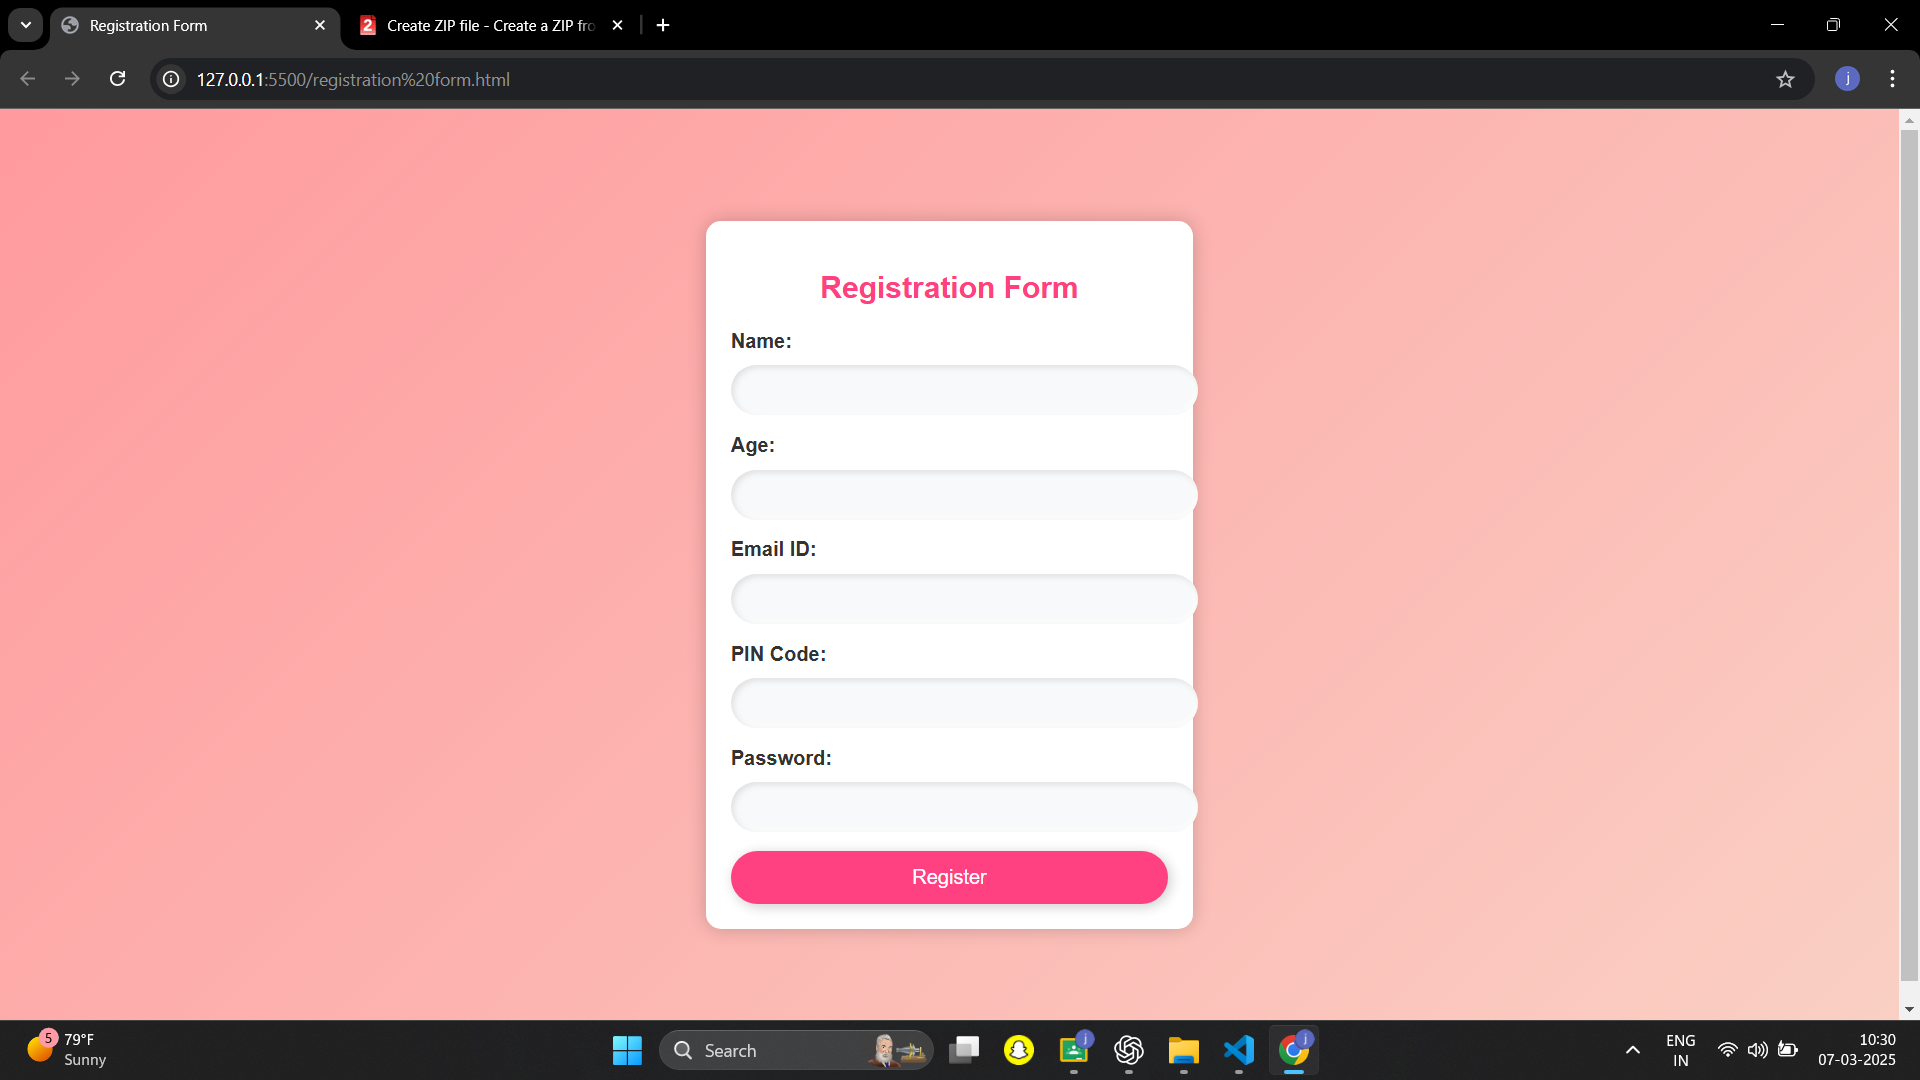 Registration Form
2
Create ZIP file - Create a ZIP fro
127.0.0.1:5500/registration%20form.html
j
Registration Form
Name:
Age:
Email ID:
PIN Code:
Password:
Register
5
79°F
Sunny
Search
j
j
ENG
IN
10:30
07-03-2025